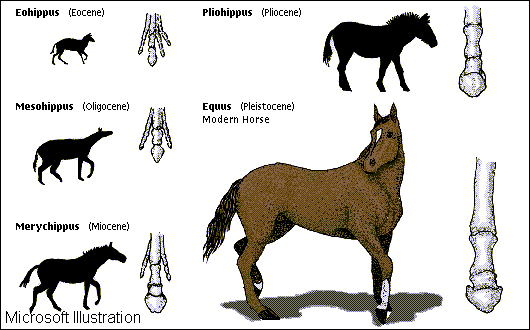 Eohippus (Eocene)
Mesohippus (Oligocene)
Merychippus (Miocene)
Pliohippus (Pliocene)
Equus (Pleistocene)
Modern Horse
Microsoft Illustration